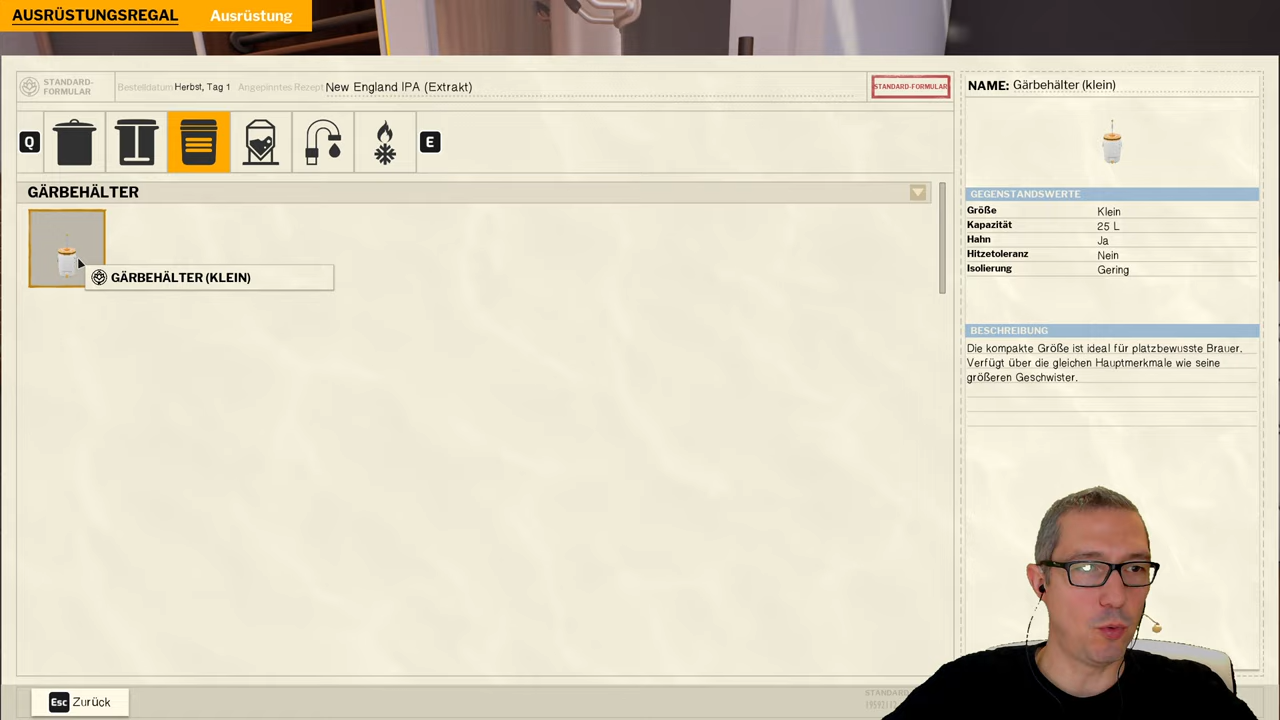 AUSRÜSTUNGSREGAL Ausrüstung
STANDARD-
FORMULAR
Bestelldatum Herbst, Tag 1 Angepinntes Rezept New England IPA (Extrakt)
STANDARD-FORMULAR
Q E
GÄRBEHÄLTER
GÄRBEHÄLTER (KLEIN)
NAME: Gärbehälter (klein)
GEGENSTANDSWERTE
Größe Klein
Kapazität 25 L
Hahn Ja
Hitzetoleranz Nein
Isolierung Gering
BESCHREIBUNG
Die kompakte Größe ist ideal für platzbewusste Brauer.
Verfügt über die gleichen Hauptmerkmale wie seine
größeren Geschwister.
Esc Zurück